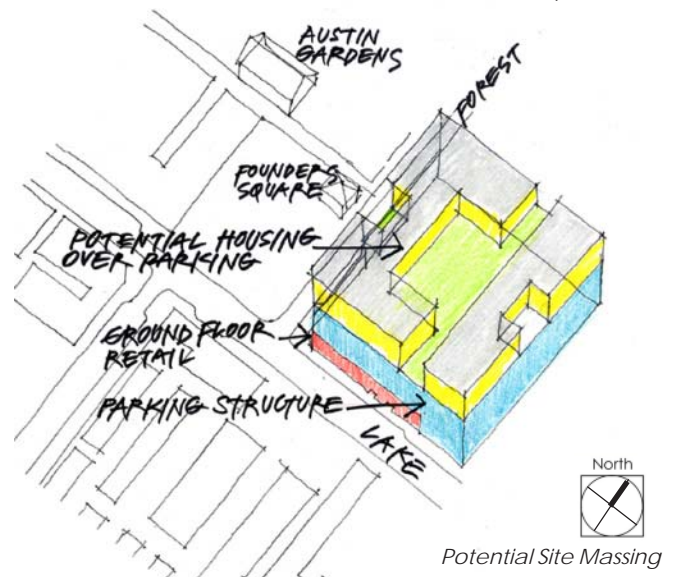 AUSTIN
GARDENS
FOREST
FOUNDERS
SQUARE
POTENTIAL HOUSING
OVER PARKING
GROUND FLOOR
RETAIL
PARKING STRUCTURE
LAKE
North
Potential Site Massing